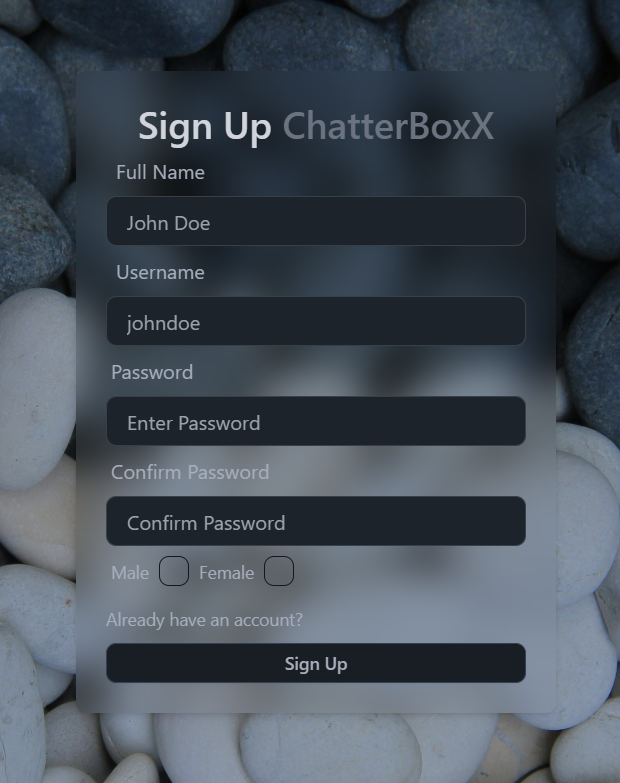 Sign Up ChatterBoxX
Full Name
John Doe
Username
johndoe
Password
Enter Password
Confirm Password
Confirm Password
Male Female
Already have an account?
Sign Up